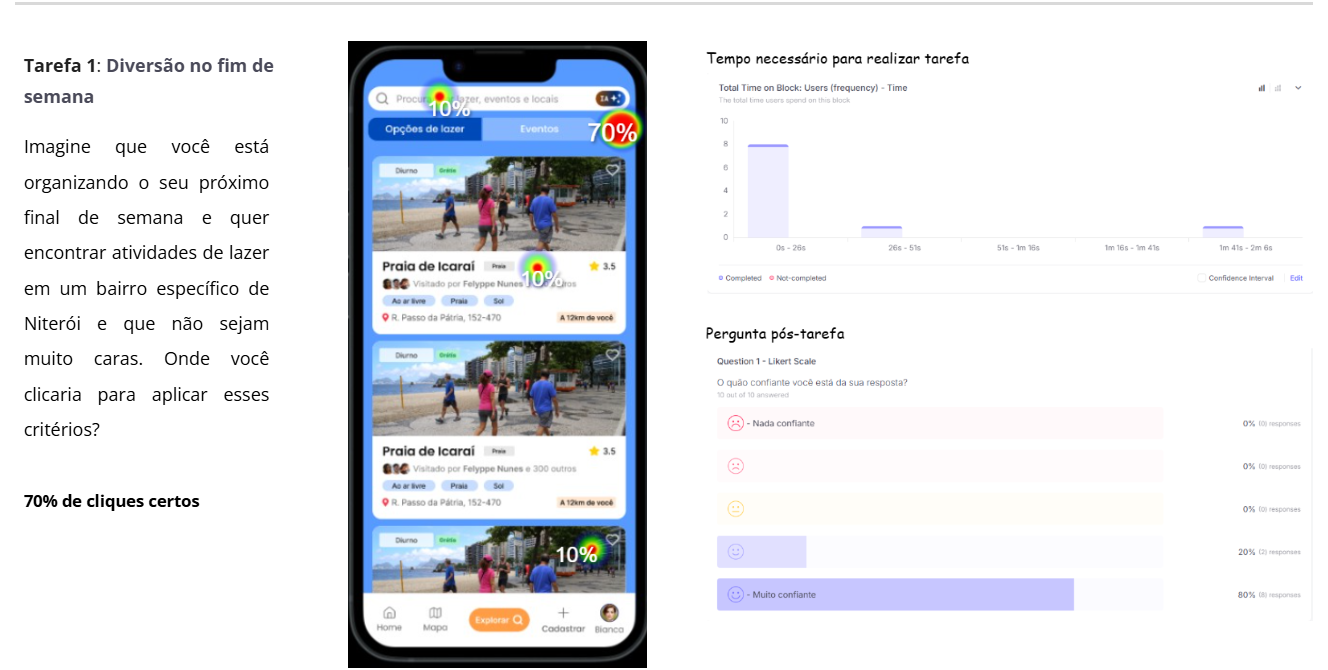 Tarefa 1: Diversão no fim de
semana
Imagine que você está
organizando o seu próximo
final de semana e quer
encontrar atividades de lazer
em um bairro específico de
Niterói e que não sejam
muito caras. Onde você
clicaria para aplicar esses
critérios?
70% de cliques certos
Procur lazer, eventos e locais
IA
10%
Opções de lazer
Eventos
70%
Diurno
Grátis
Praia de Icaraí
Praia
3.5
Visitado por Felyppe Nunes
10%
Ao ar livre
Praia
Sol
R. Passo da Pátria, 152-470
A 12km de você
Diurno
Grátis
Praia de Icaraí
Praia
3.5
Visitado por Felyppe Nunes e 300 outros
Ao ar livre
Praia
Sol
R. Passo da Pátria, 152-470
A 12km de você
Diurno
Grátis
10%
Home
Mapa
Explorar
Cadastrar
Bianca
Tempo necessário para realizar tarefa
Total Time on Block: Users (frequency) - Time
The total time users spend on this block
10
8
6
4
2
0
0s - 26s
26s - 51s
51s - 1m 16s
1m 16s - 1m 41s
1m 41s - 2m 6s
Completed
Not-completed
Confidence Interval
Edit
Pergunta pós-tarefa
Question 1 - Likert Scale
O quão confiante você está da sua resposta?
10 out of 10 answered
- Nada confiante
0% (0) responses
0% (0) responses
0% (0) responses
20% (2) responses
- Muito confiante
80% (8) responses